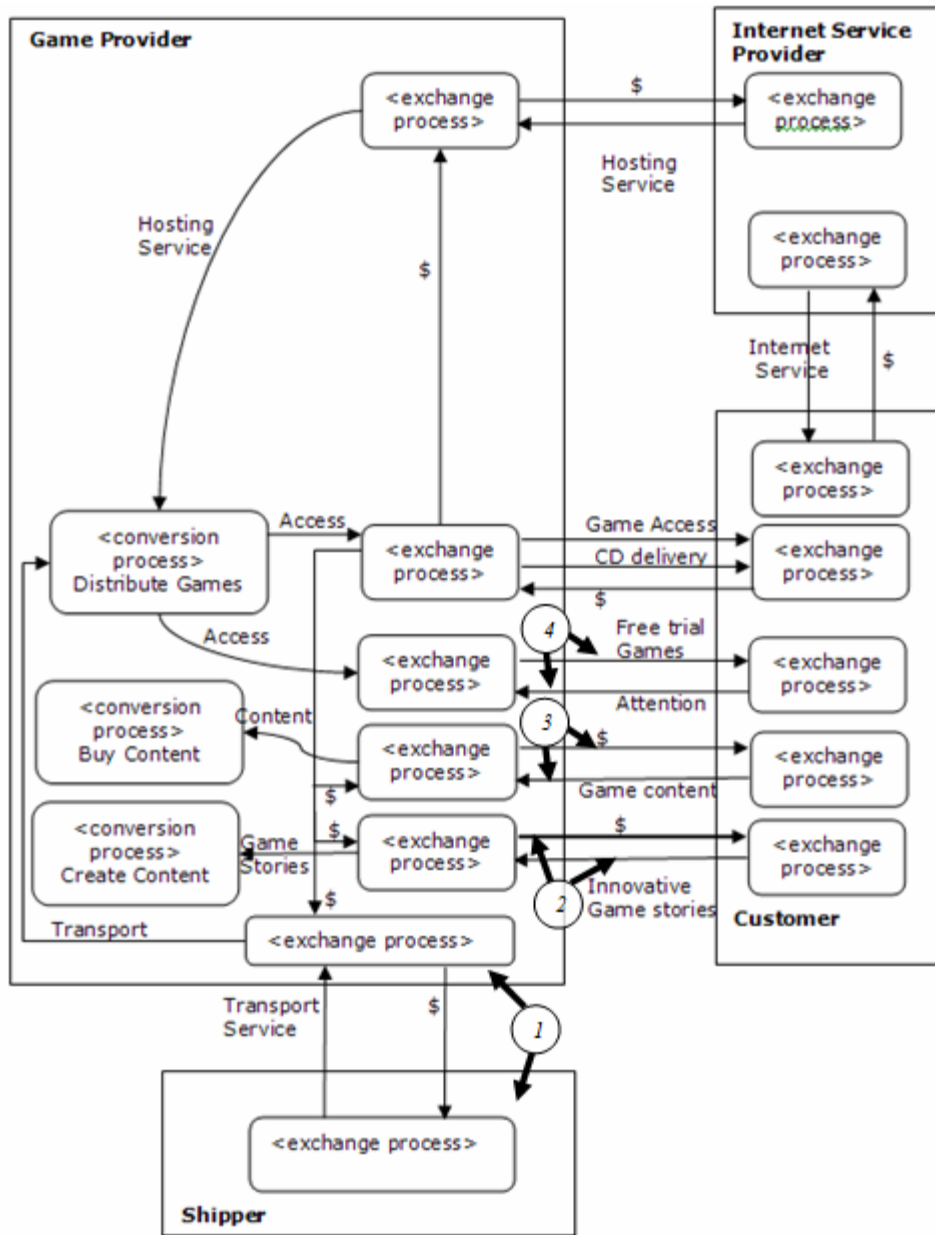 Game Provider
Internet Service
Provider
<exchange
process>
$
<exchange
process>
Hosting
Service
Hosting
Service
$
<exchange
process>
Internet
Service
$
<exchange
process>
<conversion
process>
Distribute Games
Access
<exchange
process>
Game Access
CD delivery
$
<exchange
process>
Access
4
Free trial
Games
<exchange
process>
Attention
<exchange
process>
<conversion
process>
Buy Content
Content
3
$
<exchange
process>
Game content
<exchange
process>
$
<conversion
process>
Create Content
Game
Stories
$
<exchange
process>
$
<exchange
process>
2
Innovative
Game stories
$
Customer
Transport
<exchange process>
Transport
Service
$
1
<exchange process>
Shipper